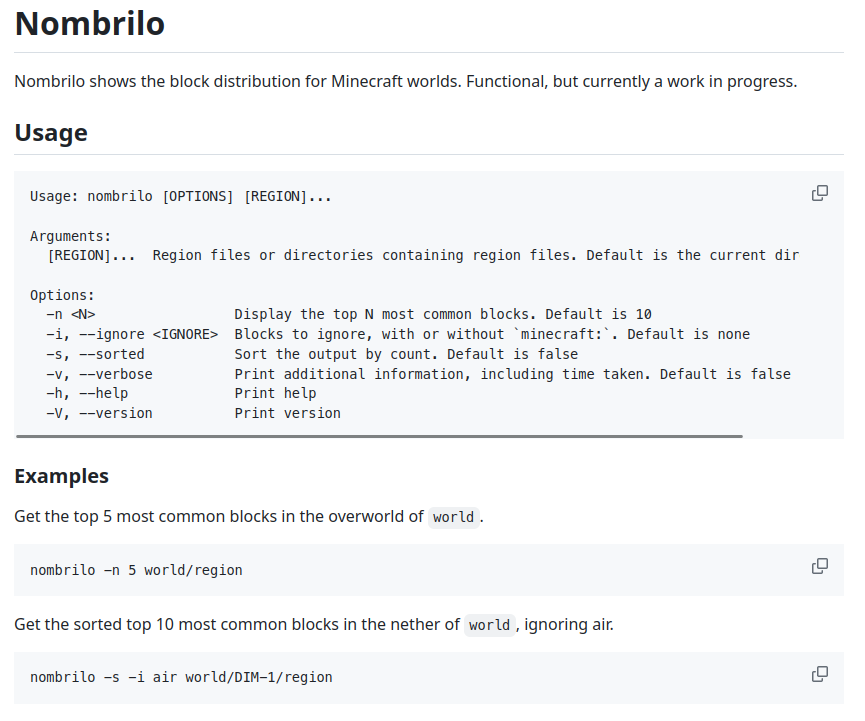 Nombrilo
Nombrilo shows the block distribution for Minecraft worlds. Functional, but currently a work in progress.
Usage
Usage: nombrilo [OPTIONS] [REGION]...
Arguments:
  [REGION]...  Region files or directories containing region files. Default is the current dir
Options:
  -n <N>                 Display the top N most common blocks. Default is 10
  -i, --ignore <IGNORE>  Blocks to ignore, with or without `minecraft:`. Default is none
  -s, --sorted           Sort the output by count. Default is false
  -v, --verbose          Print additional information, including time taken. Default is false
  -h, --help             Print help
  -V, --version          Print version
Examples
Get the top 5 most common blocks in the overworld of world.
nombrilo -n 5 world/region
Get the sorted top 10 most common blocks in the nether of world, ignoring air.
nombrilo -s -i air world/DIM-1/region